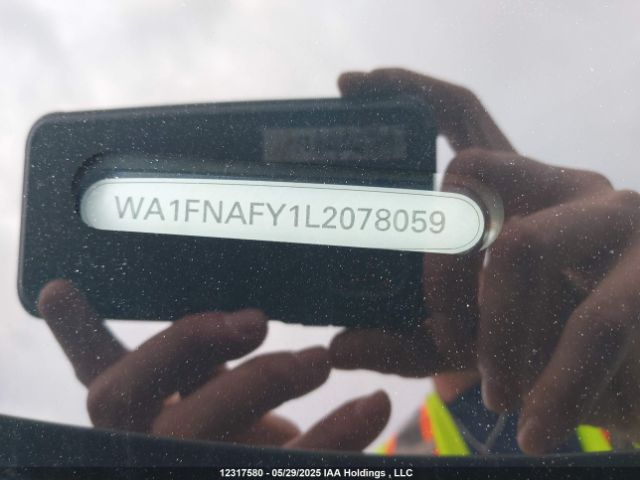 WA1FNAFY1L2078059
12317580 - 05/29/2025 IAA Holdings , LLC